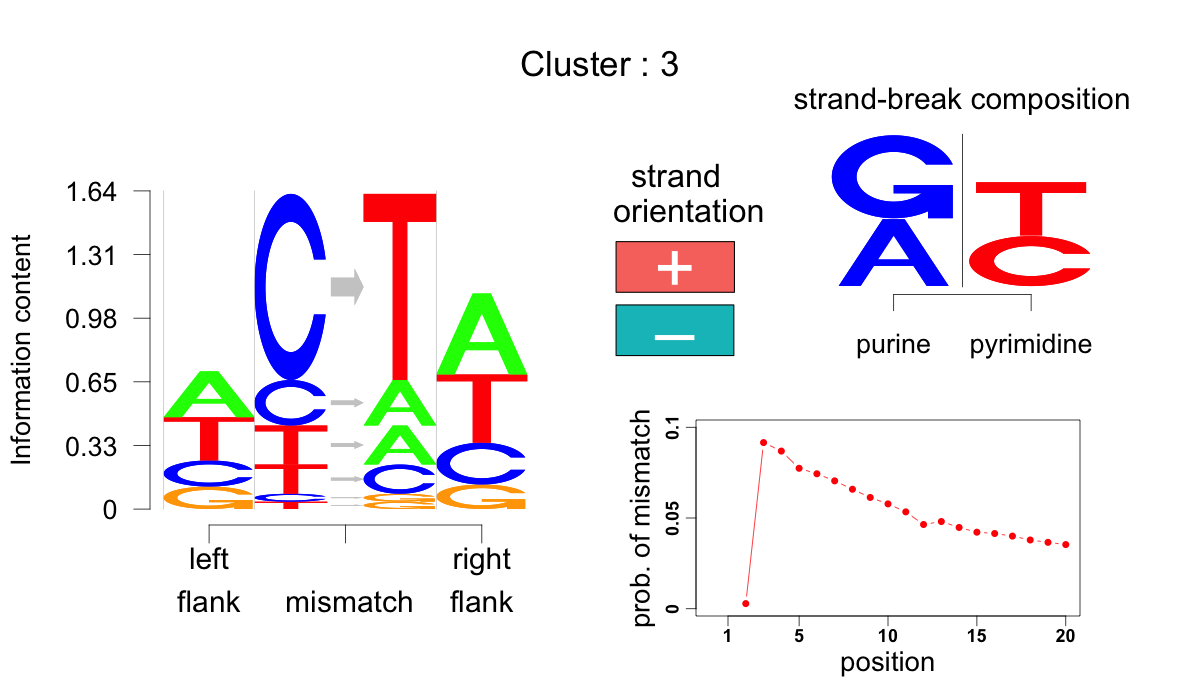 Cluster : 3
strand-break composition
G
A
T
C
purine
pyrimidine
strand
orientation
+
−
Information content
1.64
1.31
0.98
0.65
0.33
0
A
T
C
G
C
C
T
T
C
T
T
A
A
C
G
G
A
T
C
G
left
flank
mismatch
right
flank
prob. of mismatch
0.1
0.05
0
1
5
10
15
20
position